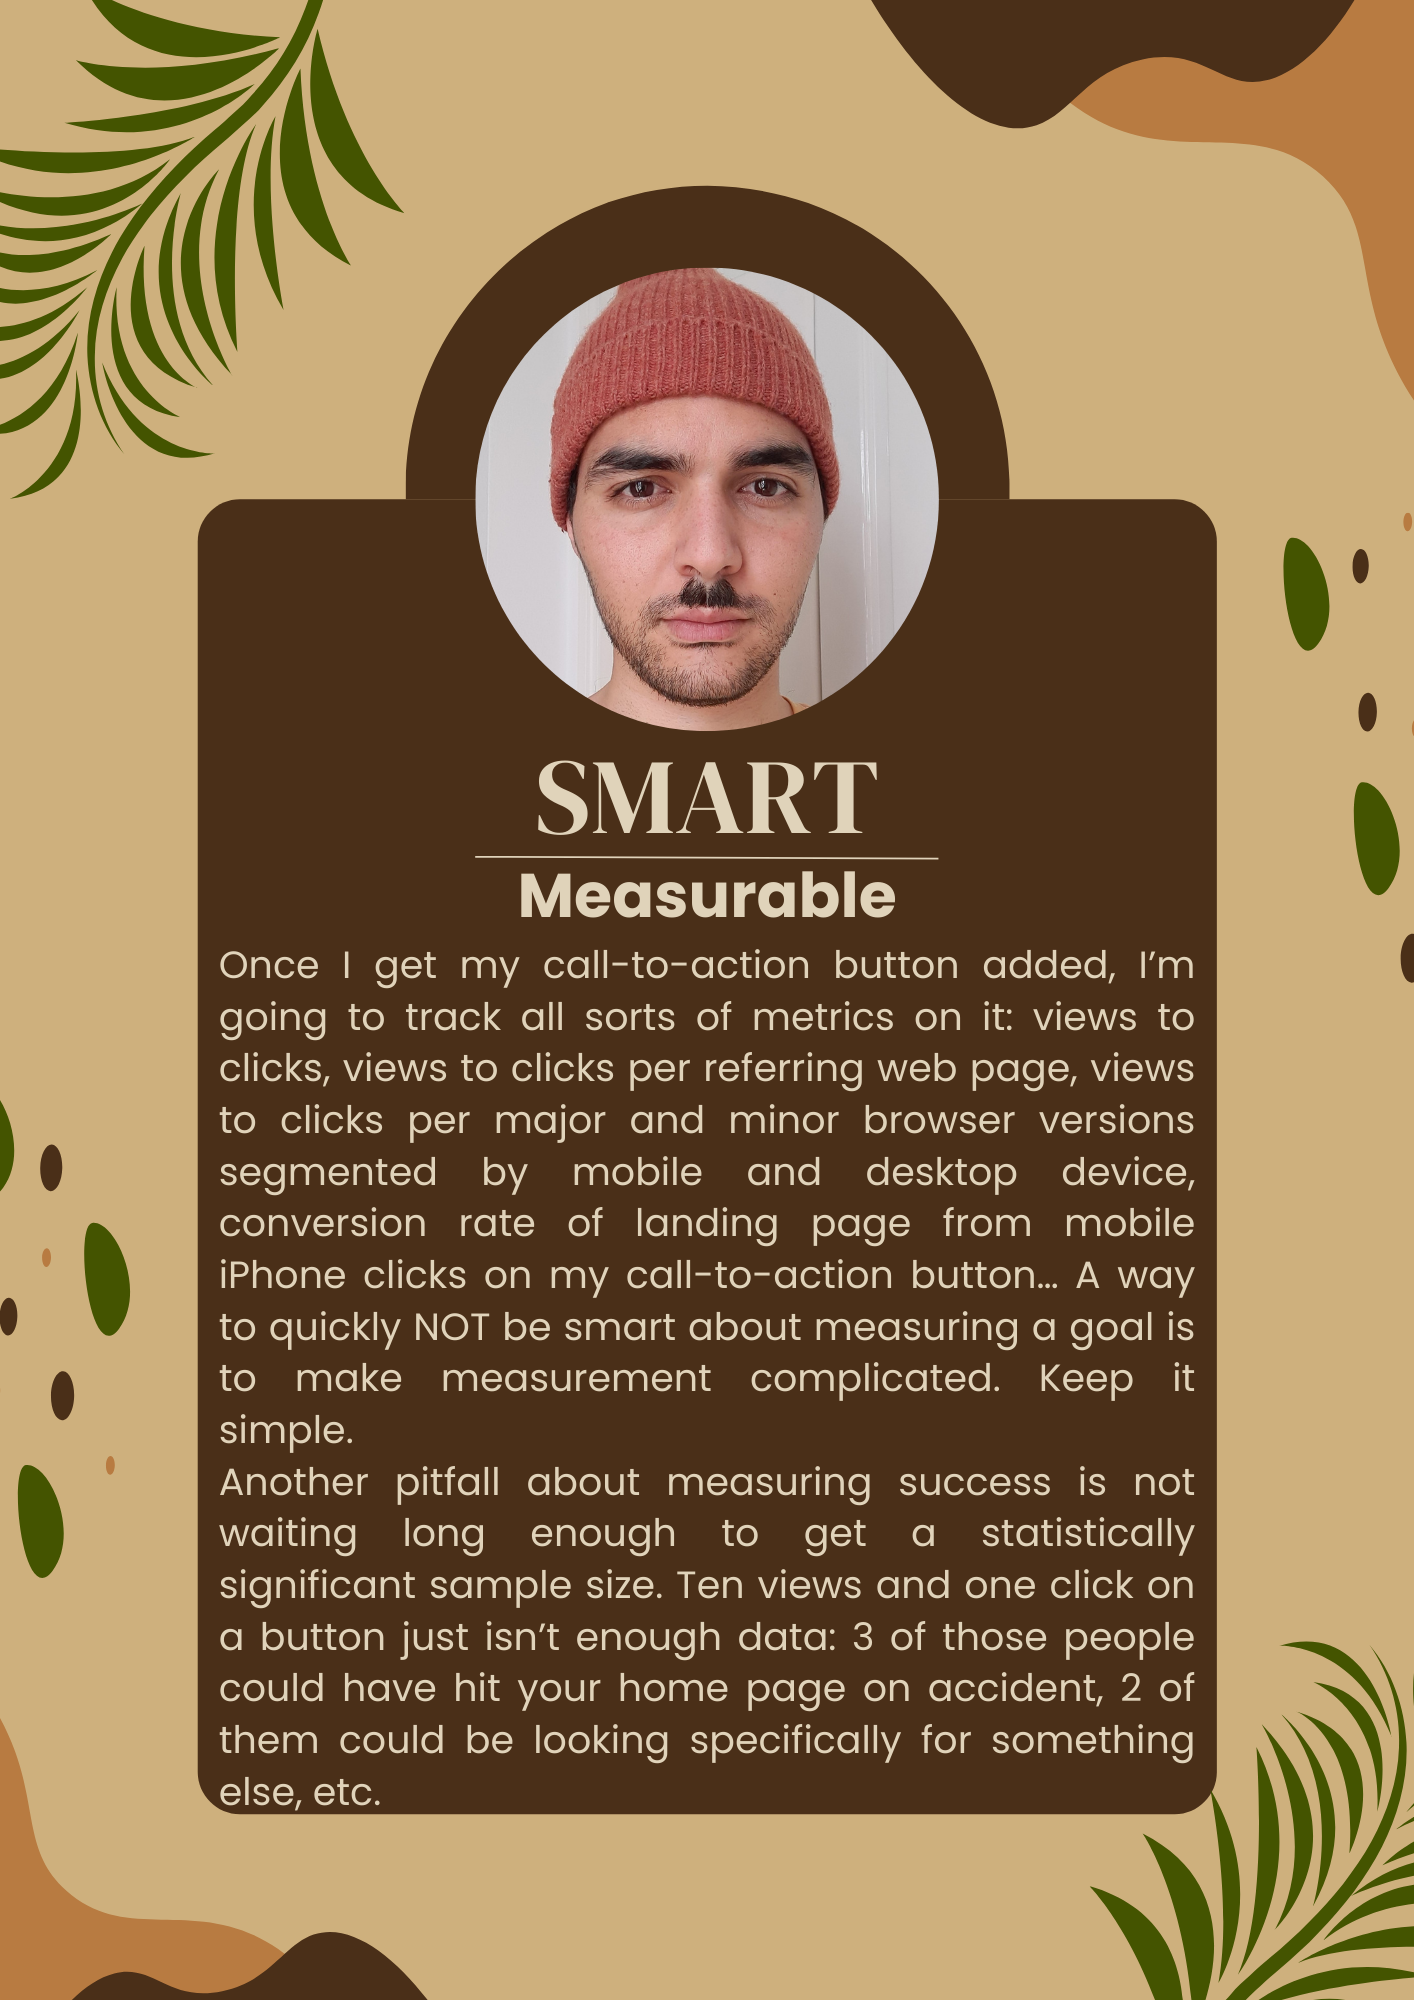 SMART
Measurable
Once I get my call-to-action button added, I’m
going to track all sorts of metrics on it: views to
clicks, views to clicks per referring web page, views
to clicks per major and minor browser versions
segmented by mobile and desktop device,
conversion rate of landing page from mobile
iPhone clicks on my call-to-action button... A way
to quickly NOT be smart about measuring a goal is
to make measurement complicated. Keep it
simple.
Another pitfall about measuring success is not
waiting long enough to get a statistically
significant sample size. Ten views and one click on
a button just isn’t enough data: 3 of those people
could have hit your home page on accident, 2 of
them could be looking specifically for something
else, etc.